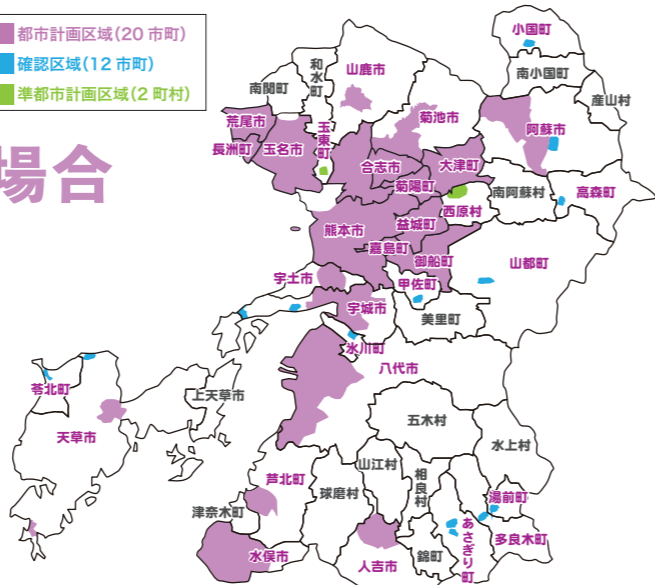 都市計画区域(20市町)
確認区域(12市町)
準都市計画区域(2町村)
場合
小国町
南小国町
産山村
和水町
山鹿市
南関町
菊池市
阿蘇市
荒尾市
玉東町
長洲町
玉名市
合志市
大津町
菊陽町
西原村
南阿蘇村
高森町
熊本市
益城町
嘉島町
御船町
山都町
宇土市
甲佐町
宇城市
美里町
氷川町
八代市
苓北町
上天草市
天草市
五木村
水上村
芦北町
山江村
球磨村
相良村
湯前町
津奈木町
あさぎり町
多良木町
水俣市
人吉市
錦町